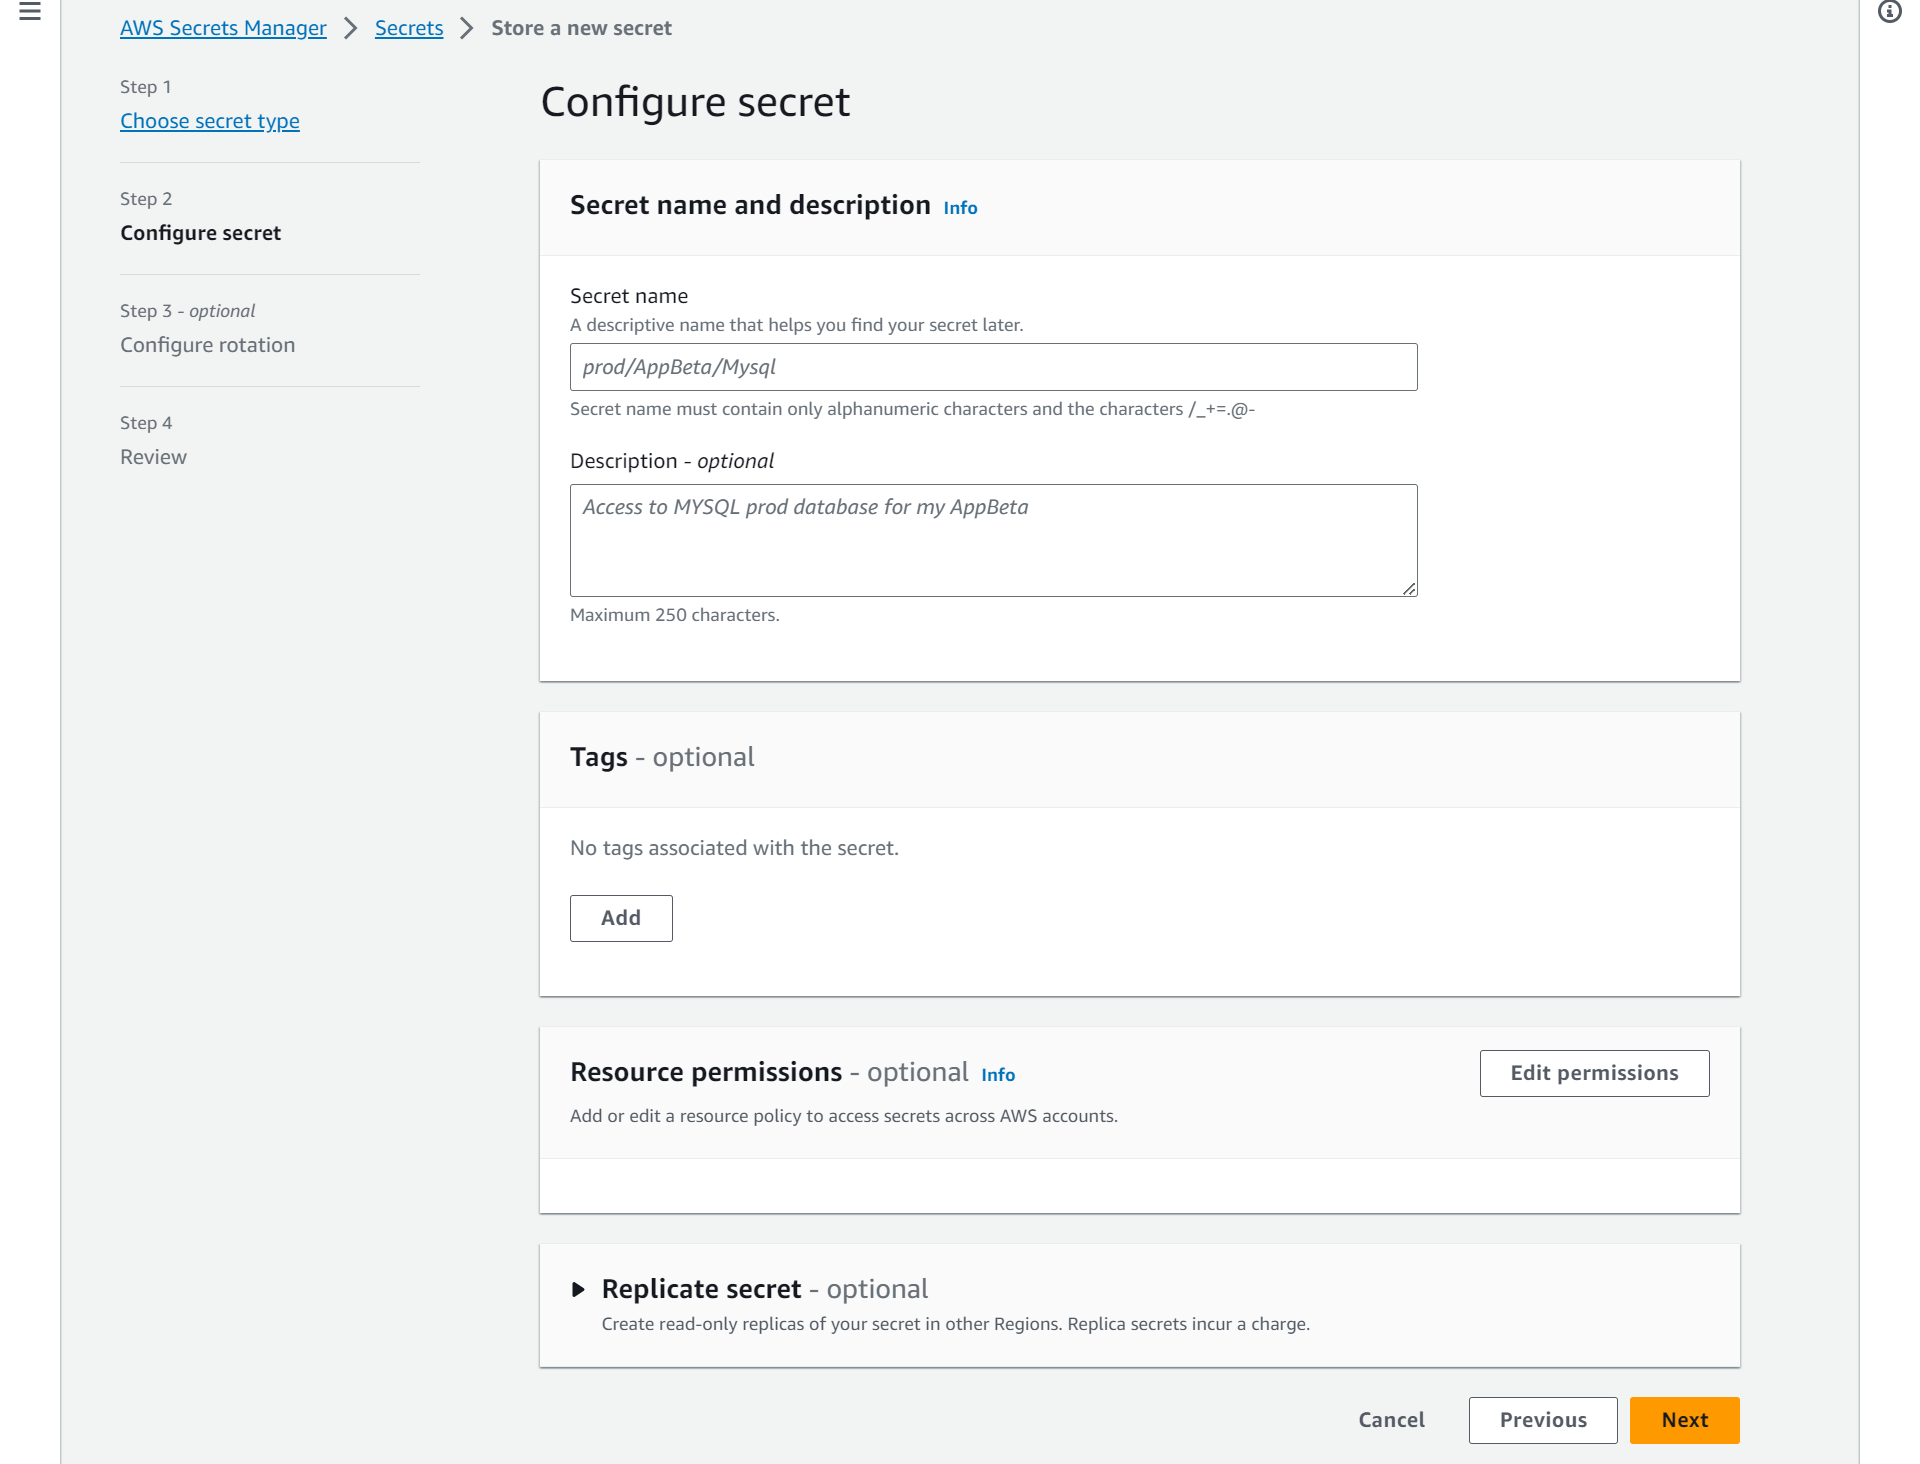 AWS Secrets Manager
Secrets
Store a new secret
Step 1
Choose secret type
Step 2
Configure secret
Step 3 - optional
Configure rotation
Step 4
Review
Configure secret
Secret name and description Info
Secret name
A descriptive name that helps you find your secret later.
prod/AppBeta/Mysql
Secret name must contain only alphanumeric characters and the characters /_+=.@-
Description - optional
Access to MYSQL prod database for my AppBeta
Maximum 250 characters.
Tags - optional
No tags associated with the secret.
Add
Resource permissions - optional Info
Edit permissions
Add or edit a resource policy to access secrets across AWS accounts.
Replicate secret - optional
Create read-only replicas of your secret in other Regions. Replica secrets incur a charge.
Cancel
Previous
Next